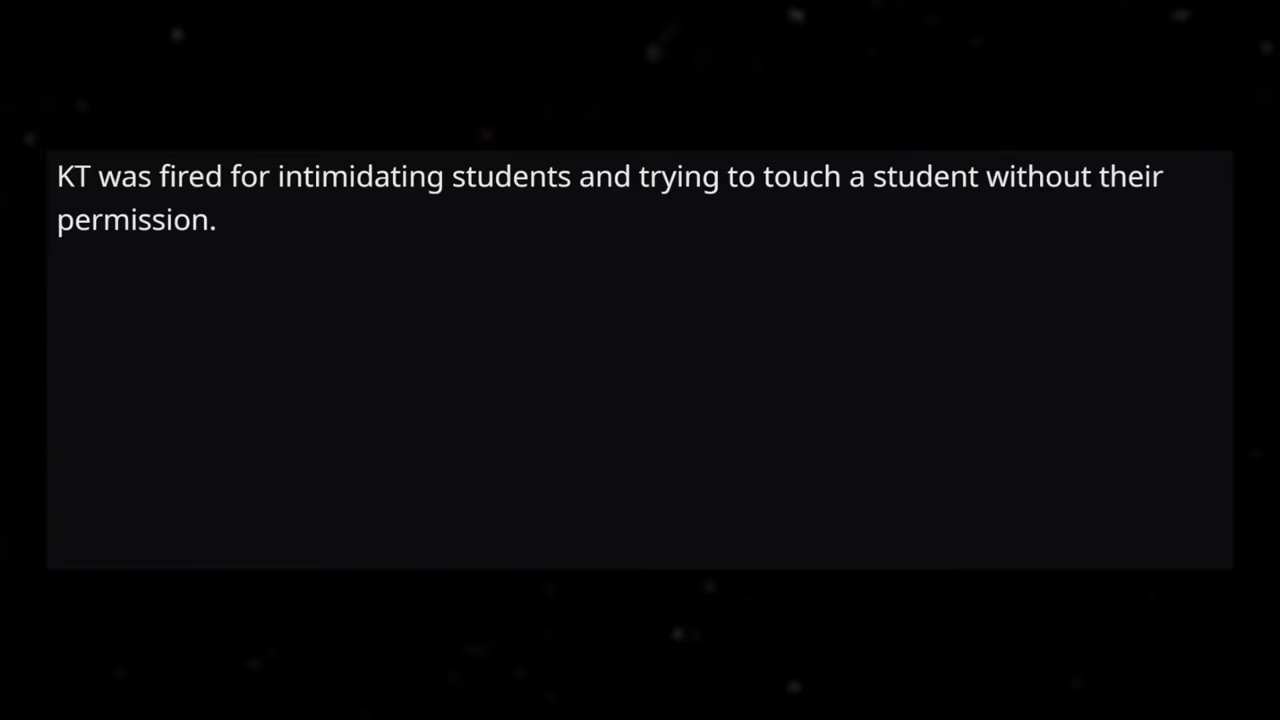 KT was fired for intimidating students and trying to touch a student without their
permission.